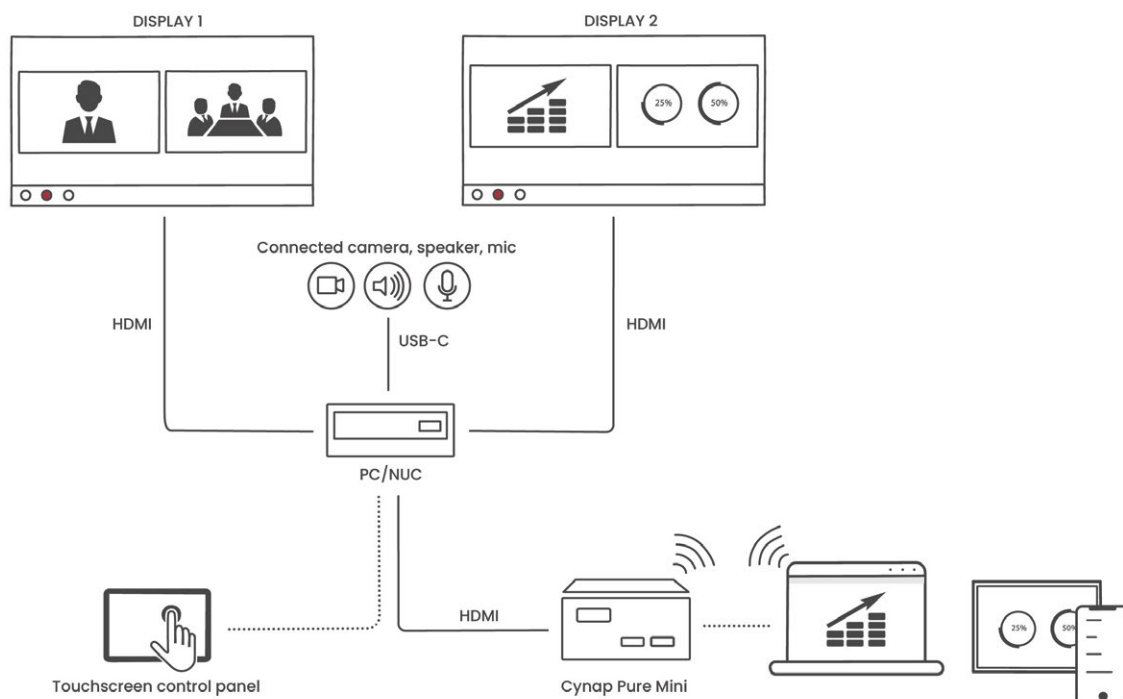 DISPLAY 1
DISPLAY 2
25%
50%
Connected camera, speaker, mic
HDMI
USB-C
HDMI
PC/NUC
HDMI
25%
50%
Touchscreen control panel
Cynap Pure Mini